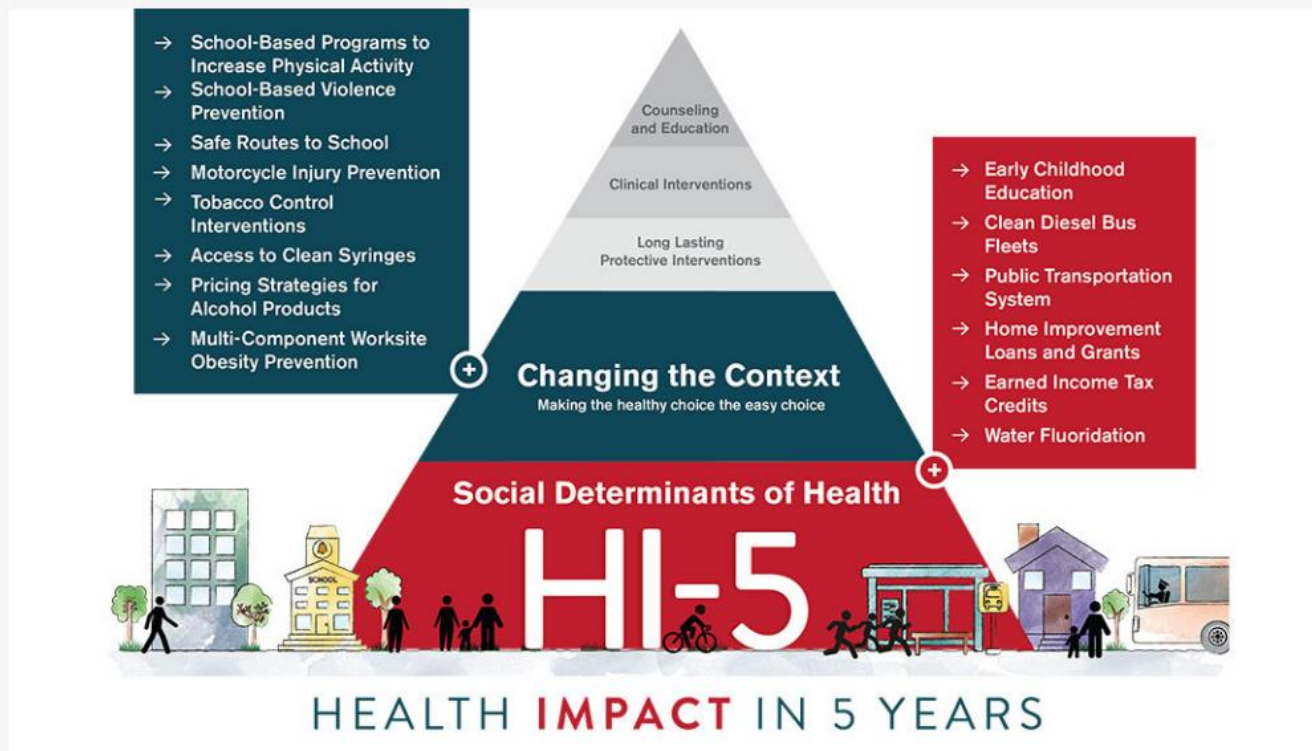 → School-Based Programs to
Increase Physical Activity
→ School-Based Violence
Prevention
→ Safe Routes to School
→ Motorcycle Injury Prevention
→ Tobacco Control
Interventions
→ Access to Clean Syringes
→ Pricing Strategies for
Alcohol Products
→ Multi-Component Worksite
Obesity Prevention
Counseling
and Education
Clinical Interventions
Long Lasting
Protective Interventions
Changing the Context
Making the healthy choice the easy choice
→ Early Childhood
Education
→ Clean Diesel Bus
Fleets
→ Public Transportation
System
→ Home Improvement
Loans and Grants
→ Earned Income Tax
Credits
→ Water Fluoridation
Social Determinants of Health
HI-5
SCHOOL
HEALTH IMPACT IN 5 YEARS